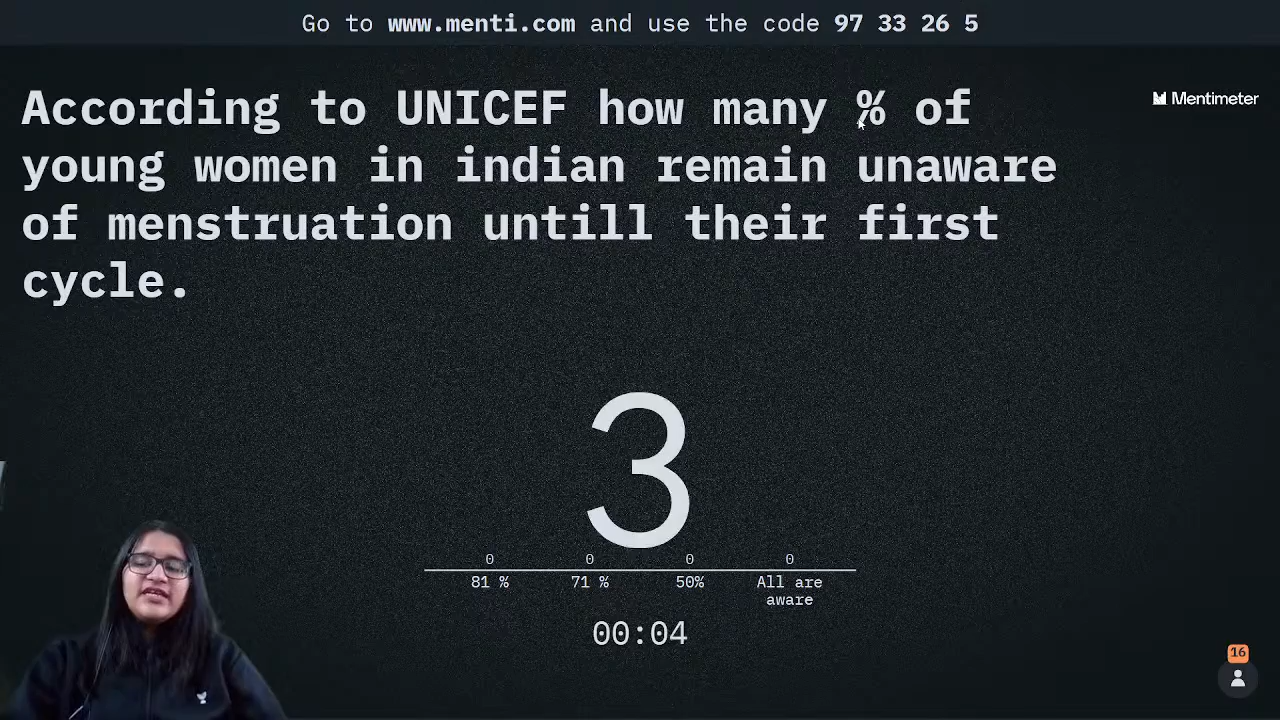 Go to www.menti.com and use the code 97 33 26 5
According to UNICEF how many % of
young women in indian remain unaware
of menstruation untill their first
cycle.
Mentimeter
3
0 0 0 0
81 % 71 % 50% All are
aware
00:04
16